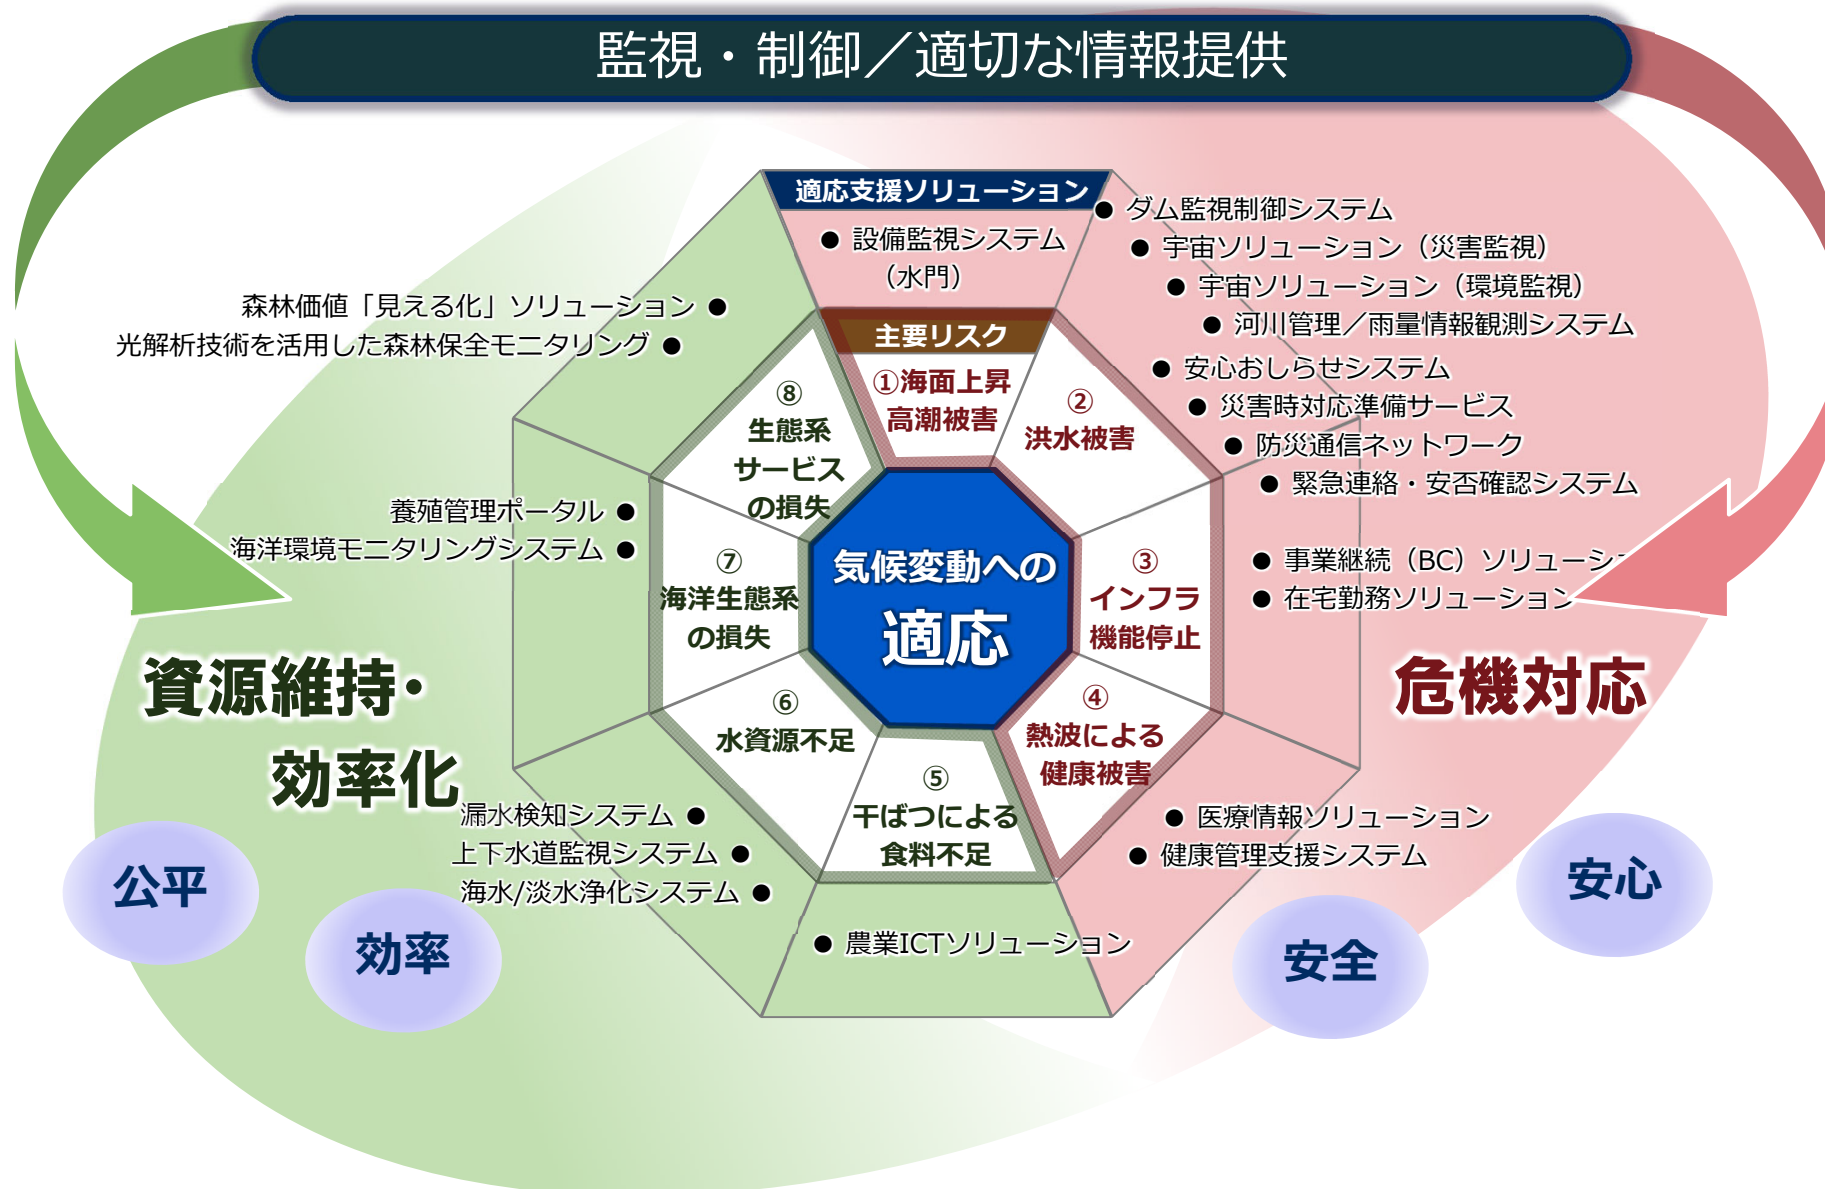 監視・制御／適切な情報提供
適応支援ソリューション
● 設備監視システム
（水門）
● ダム監視制御システム
● 宇宙ソリューション（災害監視）
● 宇宙ソリューション（環境監視）
● 河川管理／雨量情報観測システム
● 安心おしらせシステム
● 災害時対応準備サービス
● 防災通信ネットワーク
● 緊急連絡・安否確認システム
● 事業継続（BC）ソリューショ
● 在宅勤務ソリューション
● 医療情報ソリューション
● 健康管理支援システム
● 農業ICTソリューション
漏水検知システム ●
上下水道監視システム ●
海水/淡水浄化システム ●
養殖管理ポータル ●
海洋環境モニタリングシステム ●
森林価値「見える化」ソリューション ●
光解析技術を活用した森林保全モニタリング ●
主要リスク
①海面上昇
高潮被害
②
洪水被害
③
インフラ
機能停止
④
熱波による
健康被害
⑤
干ばつによる
食料不足
⑥
水資源不足
⑦
海洋生態系
の損失
⑧
生態系
サービス
の損失
気候変動への
適応
資源維持・
効率化
危機対応
公平
効率
安全
安心